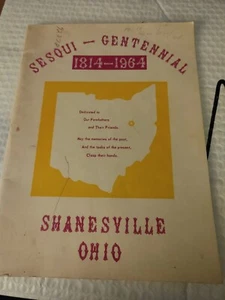 SESQUI — CENTENNIAL
1814-1964
Dedicated to
Our Forefathers
and Their Friends.
May the memories of the past,
And the tasks of the present,
Clasp their hands.
SHANESVILLE
OHIO